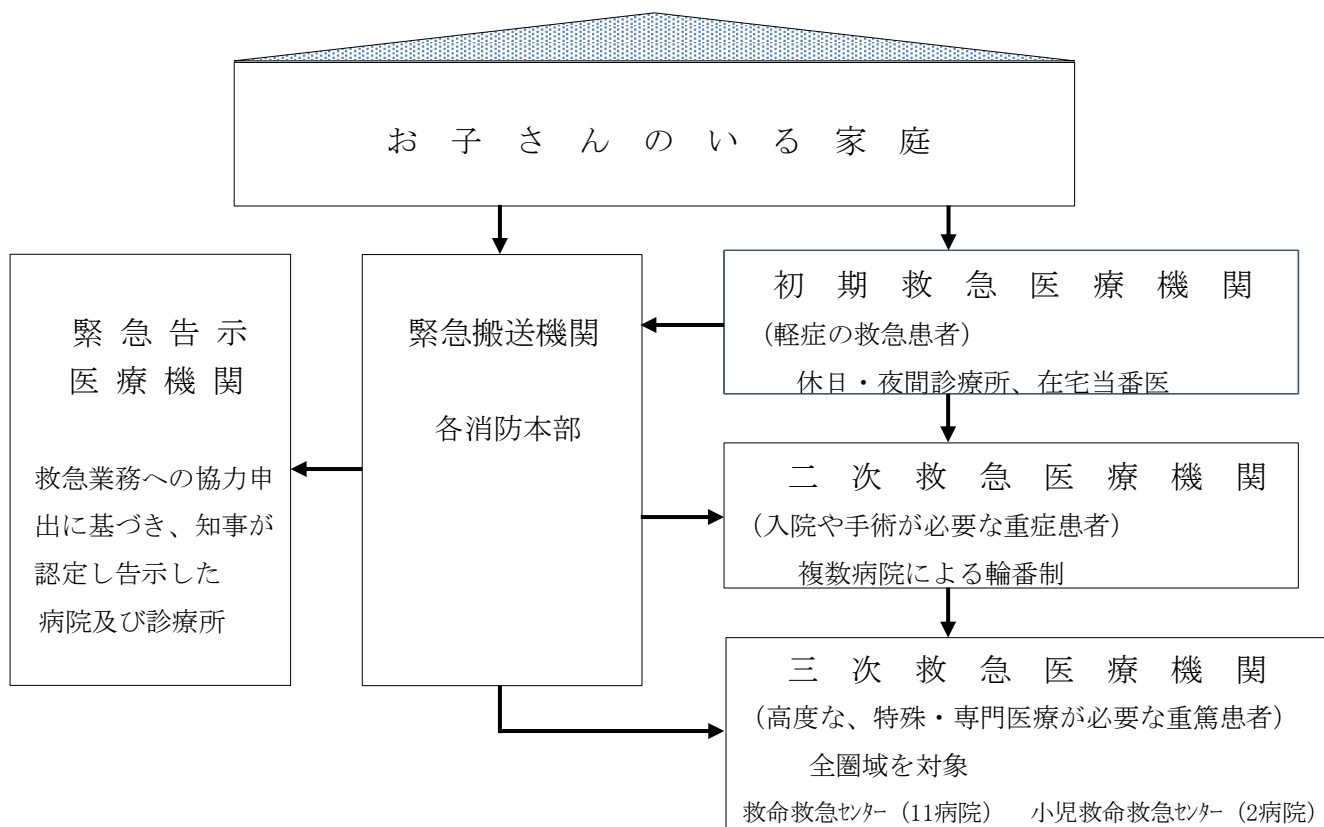 お子さんのいる家庭
緊急告示
医療機関
救急業務への協力申
出に基づき、知事が
認定し告示した
病院及び診療所
緊急搬送機関
各消防本部
初期救急医療機関
(軽症の救急患者)
休日・夜間診療所、在宅当番医
二次救急医療機関
(入院や手術が必要な重症患者)
複数病院による輪番制
三次救急医療機関
(高度な、特殊・専門医療が必要な重篤患者)
全圏域を対象
救命救急ｾﾝﾀｰ (11病院)　小児救命救急ｾﾝﾀｰ (2病院)